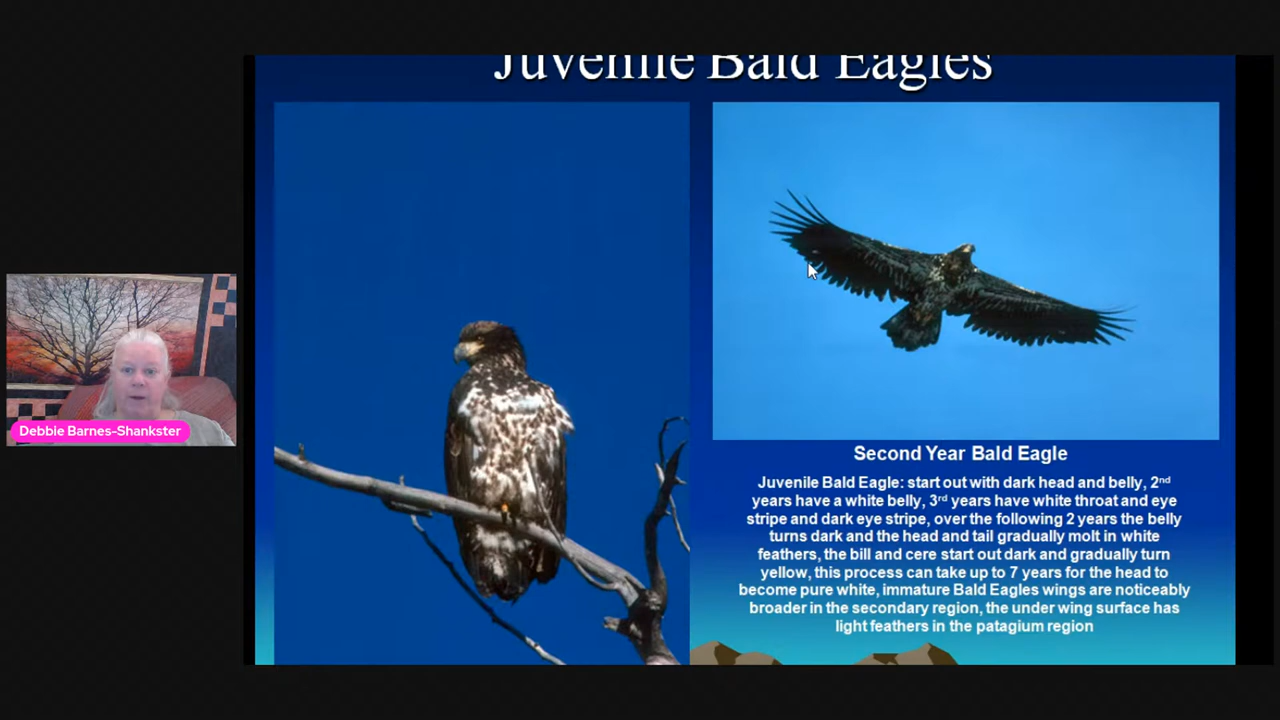 Juvenile Bald Eagles
Debbie Barnes-Shankster
Second Year Bald Eagle
Juvenile Bald Eagle: start out with dark head and belly, 2nd
years have a white belly, 3rd years have white throat and eye
stripe and dark eye stripe, over the following 2 years the belly
turns dark and the head and tail gradually molt in white
feathers, the bill and cere start out dark and gradually turn
yellow, this process can take up to 7 years for the head to
become pure white, immature Bald Eagles wings are noticeably
broader in the secondary region, the under wing surface has
light feathers in the patagium region